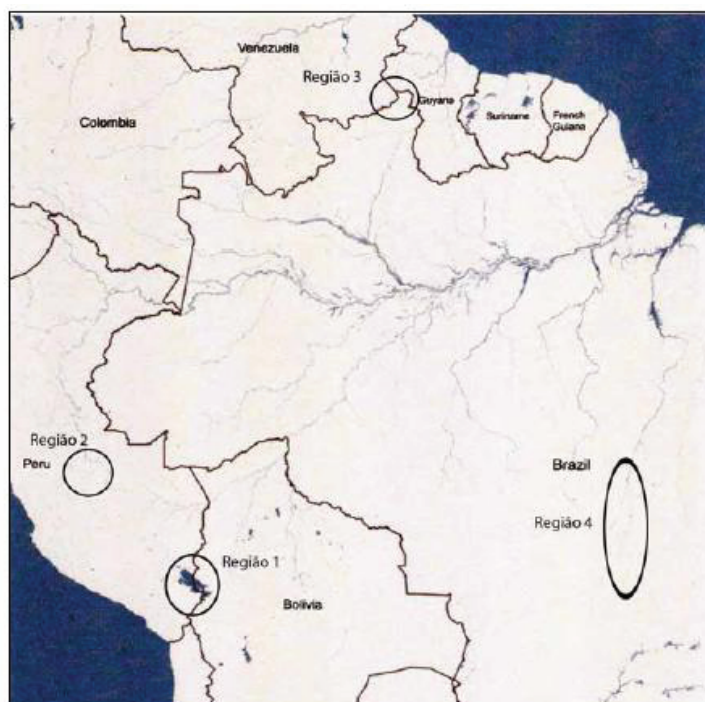 Venezuela
Região 3
Guyana
Suriname
French
Guiana
Colombia
Região 2
Peru
Brazil
Região 4
Região 1
Bolivia